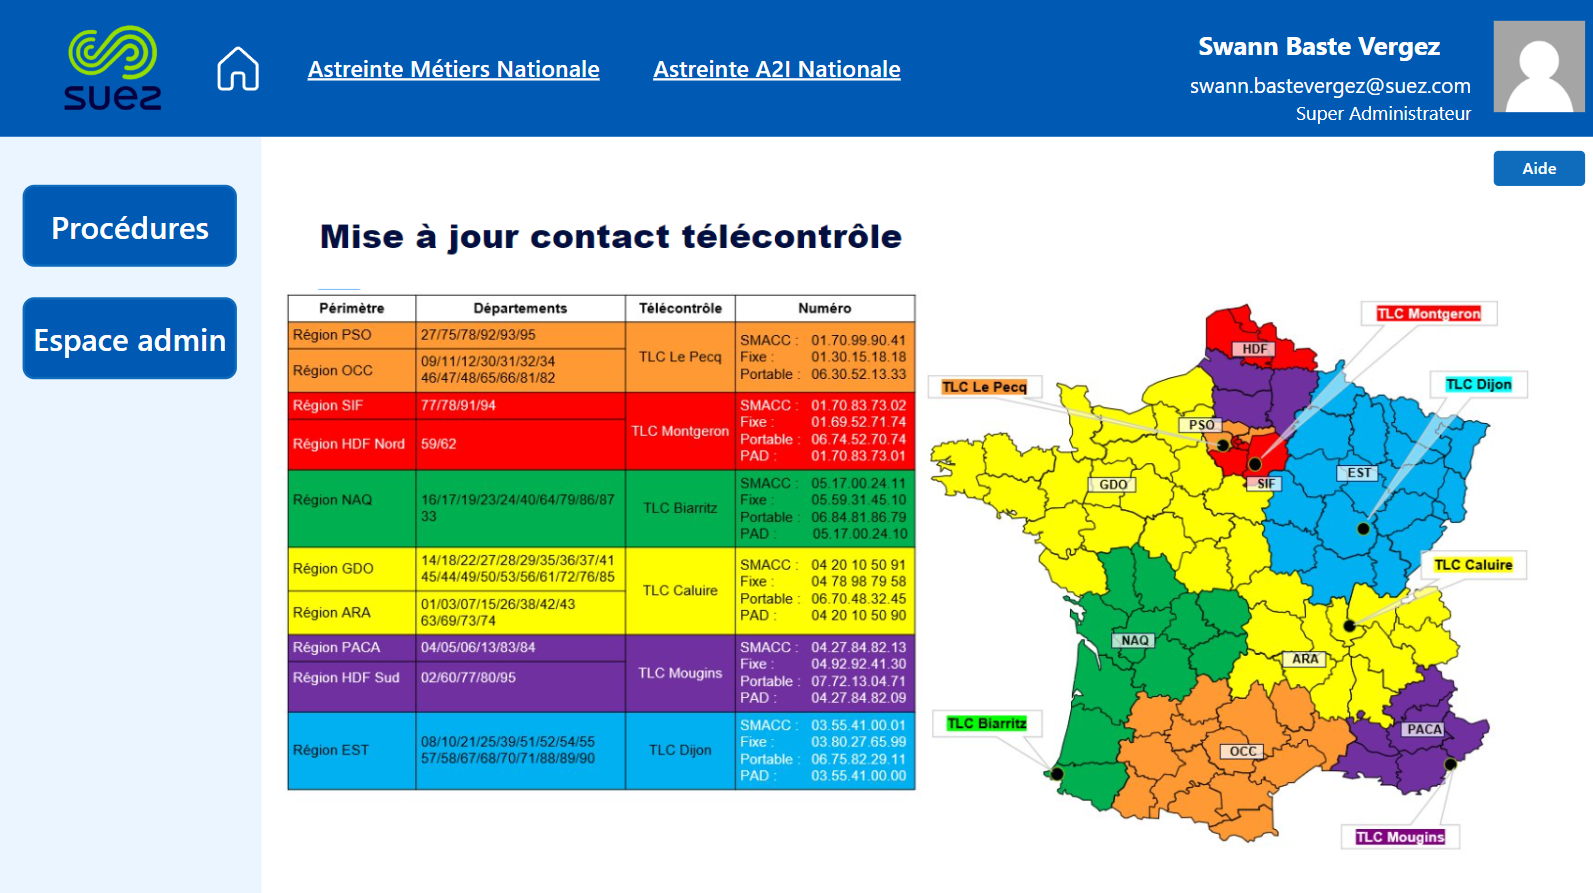 suez
Astreinte Métiers Nationale
Astreinte A2I Nationale
Swann Baste Vergez
swann.bastevergez@suez.com
Super Administrateur
Aide
Procédures
Espace admin
Mise à jour contact télécontrôle
Périmètre Départements Télécontrôle Numéro
Région PSO 27/75/78/92/93/95
Région OCC 09/11/12/30/31/32/34
46/47/48/65/66/81/82
TLC Le Pecq
SMACC : 01.70.99.90.41
Fixe : 01.30.15.18.18
Portable : 06.30.52.13.33
Région SIF 77/78/91/94
Région HDF Nord 59/62
TLC Montgeron
SMACC : 01.70.83.73.02
Fixe : 01.69.52.71.74
Portable : 06.74.52.70.74
PAD : 01.70.83.73.01
Région NAQ 16/17/19/23/24/40/64/79/86/87
33
TLC Biarritz
SMACC : 05.17.00.24.11
Fixe : 05.59.31.45.10
Portable : 06.84.81.86.79
PAD : 05.17.00.24.10
Région GDO 14/18/22/27/28/29/35/36/37/41
45/44/49/50/53/56/61/72/76/85
Région ARA 01/03/07/15/26/38/42/43
63/69/73/74
TLC Caluire
SMACC : 04 20 10 50 91
Fixe : 04 78 98 79 58
Portable : 06.70.48.32.45
PAD : 04 20 10 50 90
Région PACA 04/05/06/13/83/84
Région HDF Sud 02/60/77/80/95
TLC Mougins
SMACC : 04.27.84.82.13
Fixe : 04.92.92.41.30
Portable : 07.72.13.04.71
PAD : 04.27.84.82.09
Région EST 08/10/21/25/39/51/52/54/55
57/58/67/68/70/71/88/89/90
TLC Dijon
SMACC : 03.55.41.00.01
Fixe : 03.80.27.65.99
Portable : 06.75.82.29.11
PAD : 03.55.41.00.00
TLC Montgeron
HDF
TLC Le Pecq
TLC Dijon
PSO
EST
GDO
SIF
TLC Caluire
NAQ
ARA
TLC Biarritz
PACA
OCC
TLC Mougins